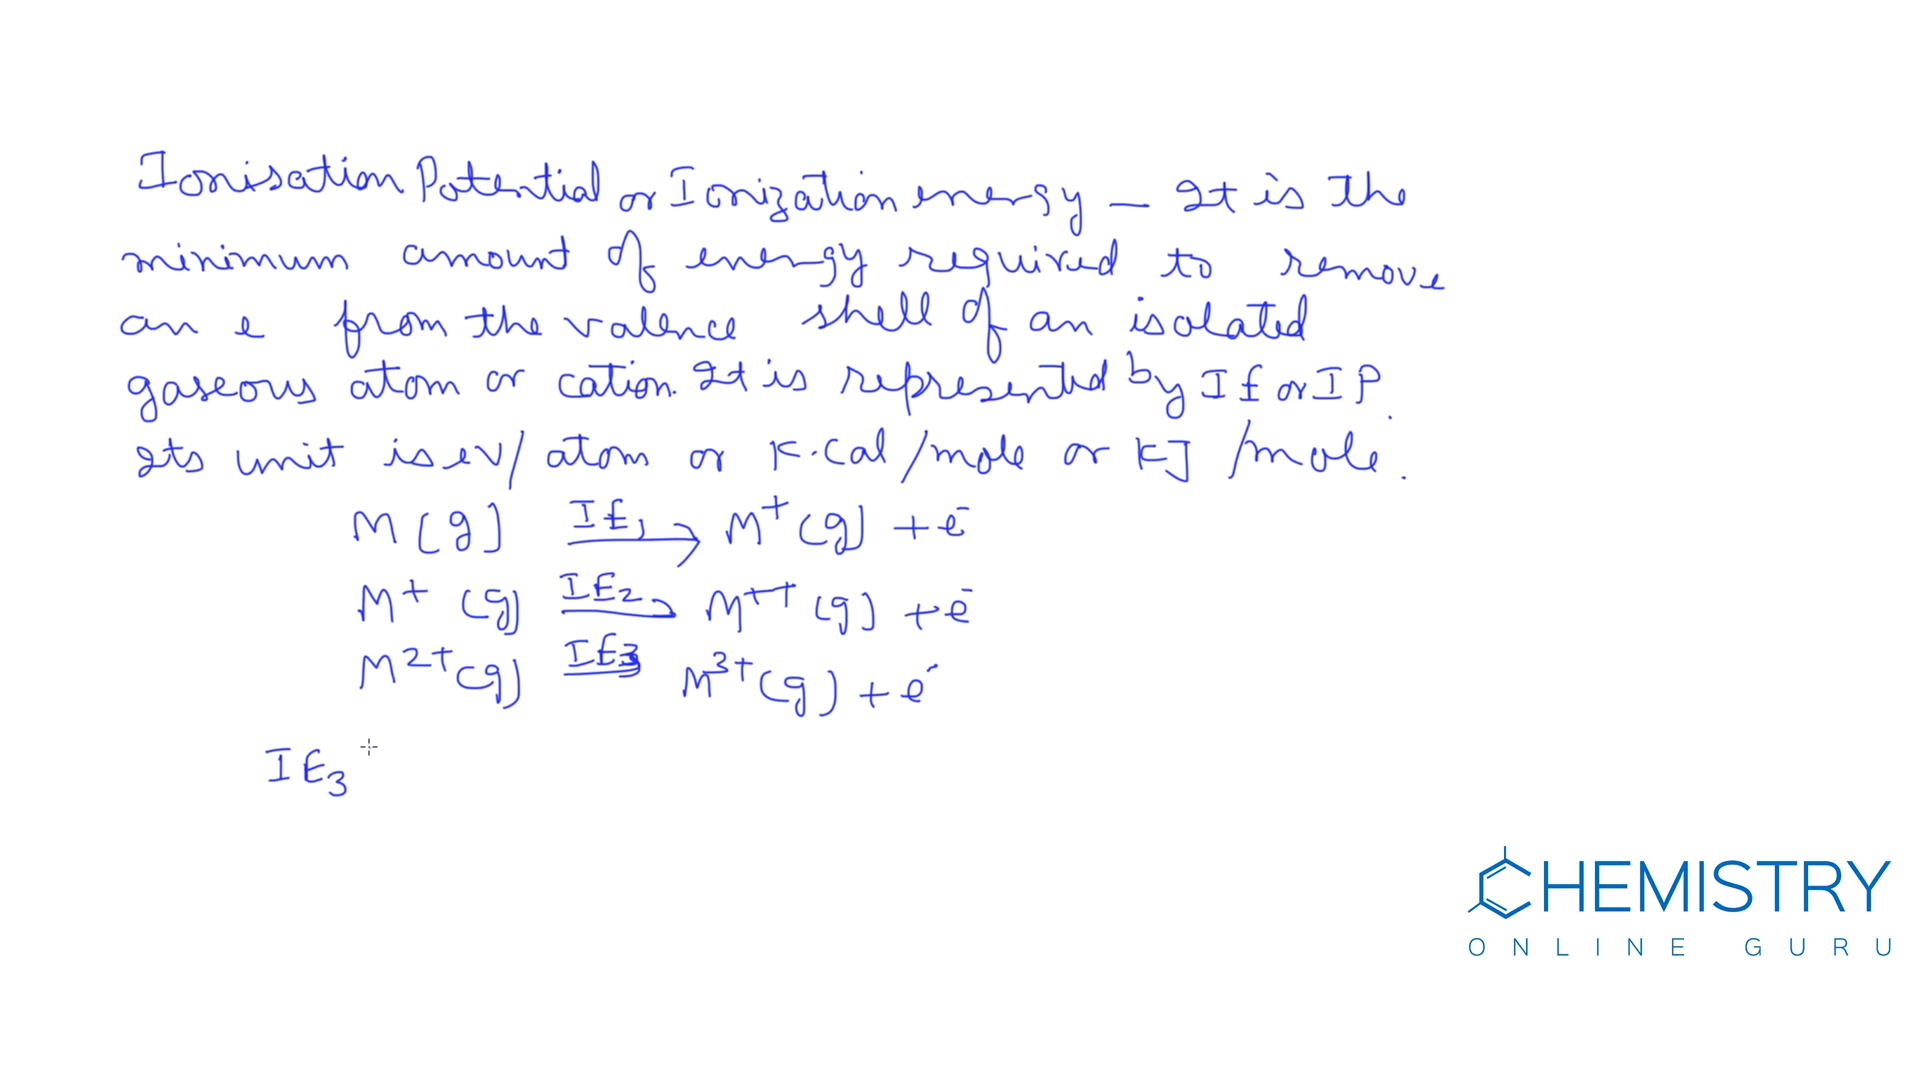 Ionisation Potential or Ionization energy – It is the
minimum amount of energy required to remove
an e from the valence shell of an isolated
gaseous atom or cation. It is represented by IE or IP.
Its unit is ev/ atom or K.Cal /mole or KJ /mole.
M(g) IE₁→ M⁺(g) + e⁻
M⁺ (g) IE₂→ M⁺⁺ (g) + e⁻
M²⁺(g) IE₃ M³⁺(g) + e⁻
IE₃
CHEMISTRY
ONLINE GURU